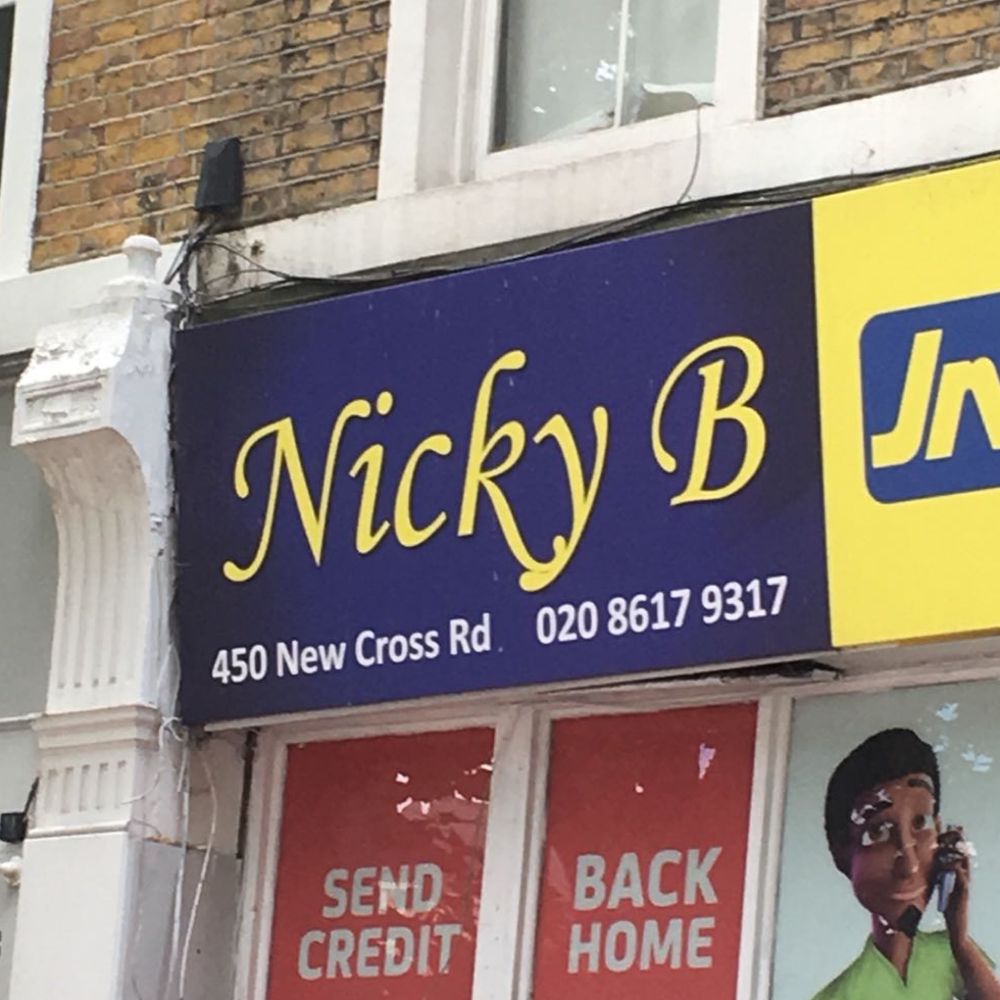 Nicky B
450 New Cross Rd 020 8617 9317
SEND
CREDIT
BACK
HOME